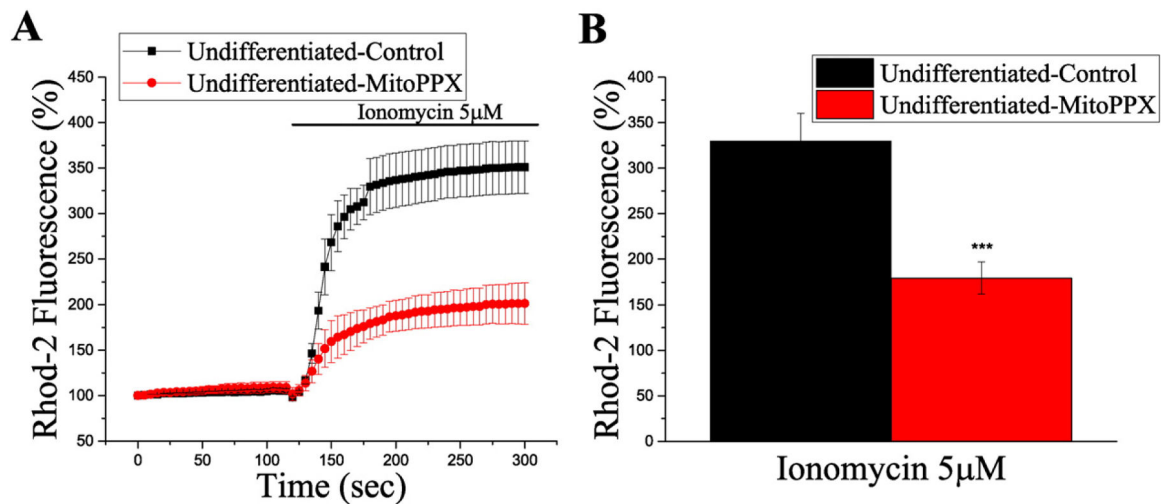 A
Undifferentiated-Control
Undifferentiated-MitoPPX
Ionomycin 5μM
Rhod-2 Fluorescence (%)
450
400
350
300
250
200
150
100
50
0
50
100
150
200
250
300
Time (sec)
B
Undifferentiated-Control
Undifferentiated-MitoPPX
Rhod-2 Fluorescence (%)
400
350
300
250
200
150
100
50
0
***
Ionomycin 5μM